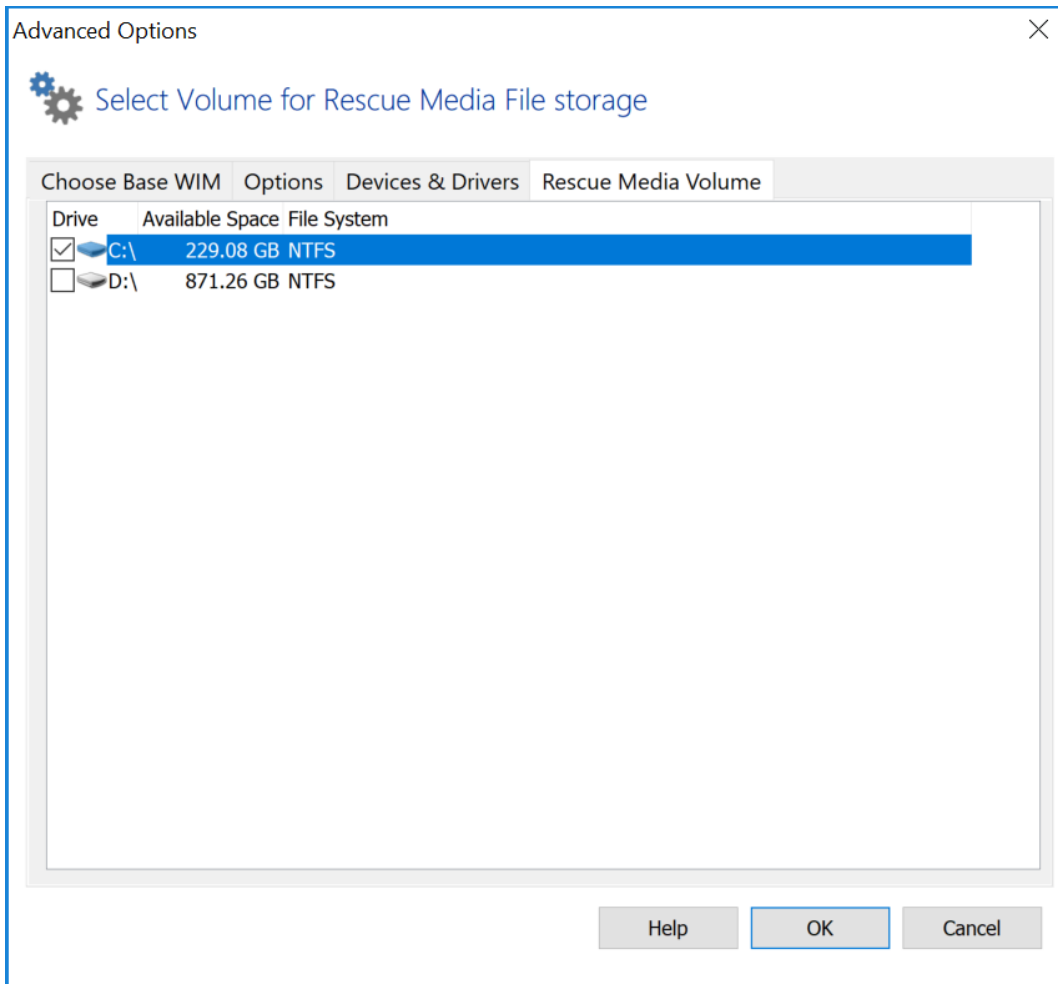 Advanced Options
Select Volume for Rescue Media File storage
Choose Base WIM Options Devices & Drivers Rescue Media Volume
Drive Available Space File System
C:\ 229.08 GB NTFS
D:\ 871.26 GB NTFS
Help OK Cancel